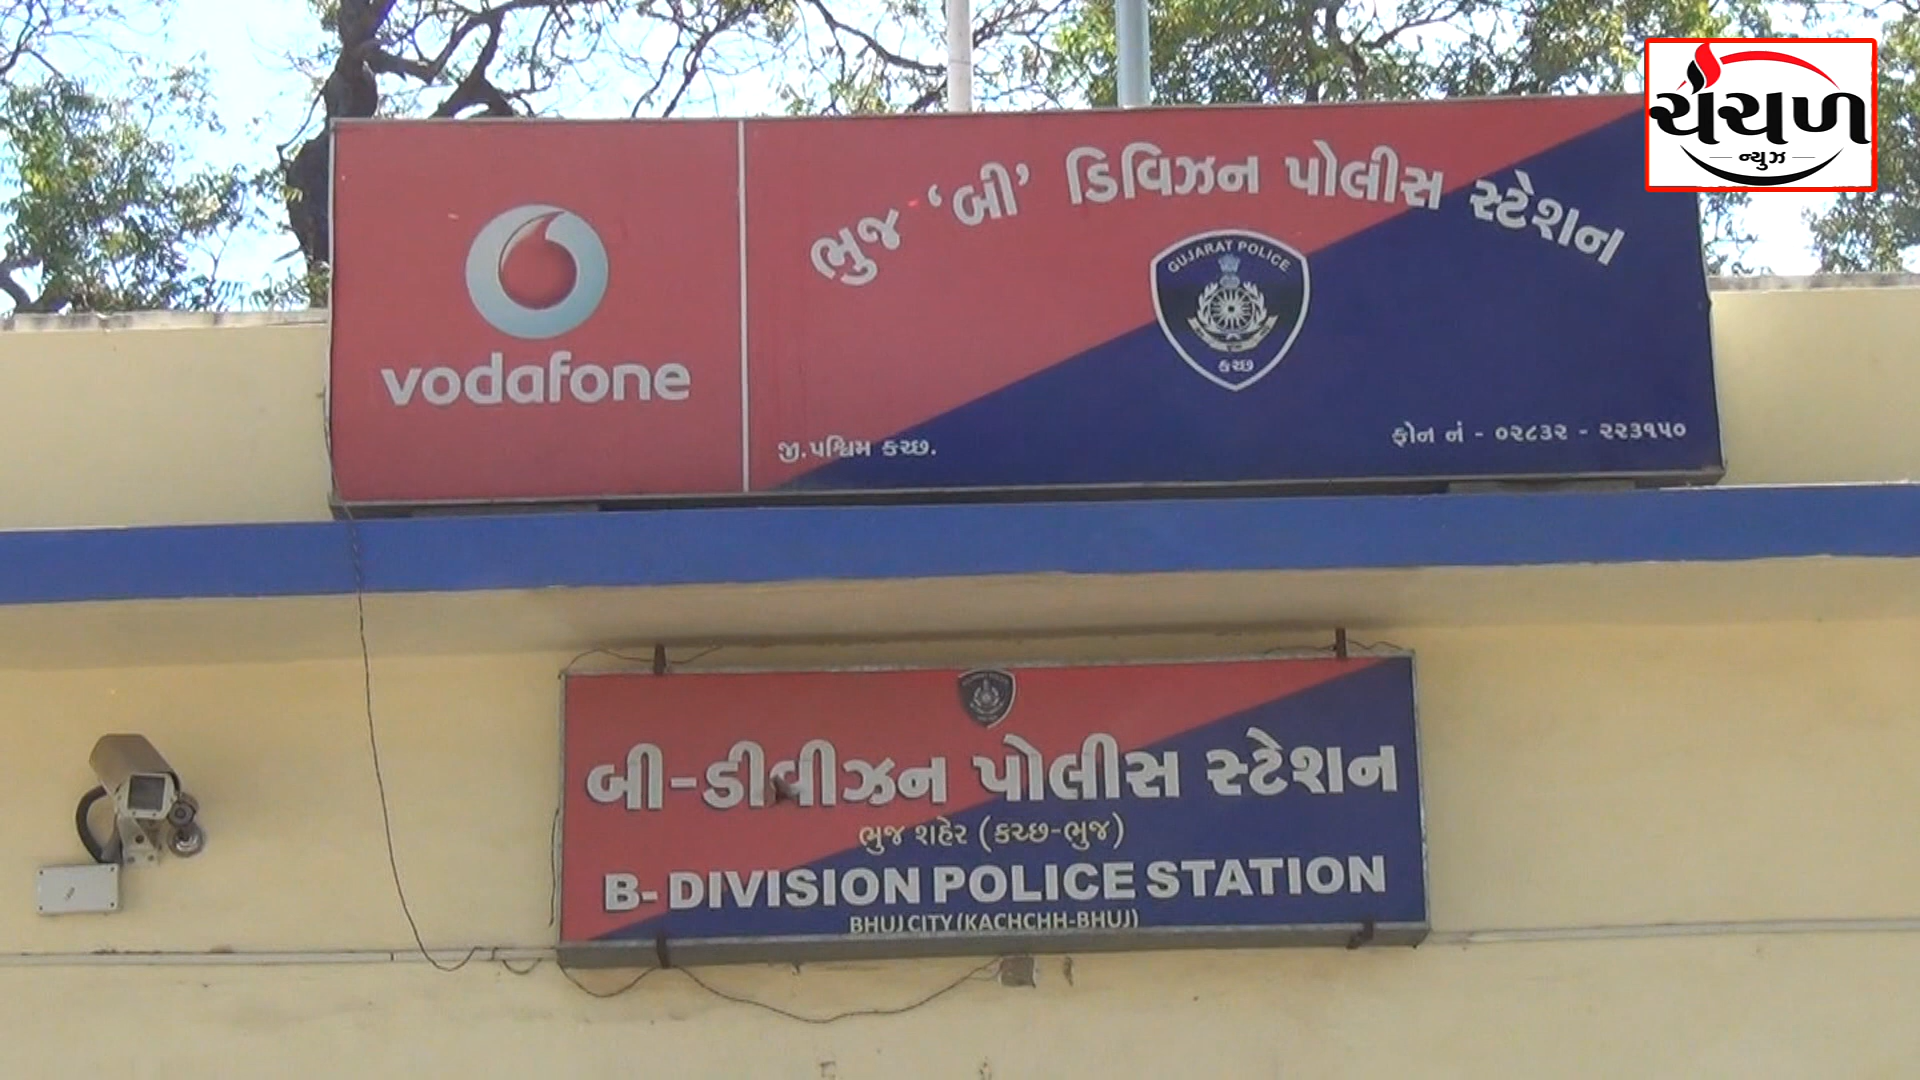 ચંચળ
ન્યુઝ
vodafone
ભુજ ‘બી’ ડિવિઝન પોલીસ સ્ટેશન
GUJARAT POLICE
કચ્છ
જી.પશ્ચિમ કચ્છ.
ફોન નં - ૦૨૮૩૨ - ૨૨૩૧૫૦
બી-ડીવીઝન પોલીસ સ્ટેશન
ભુજ શહેર (કચ્છ-ભુજ)
B- DIVISION POLICE STATION
BHUJ CITY (KACHCHH-BHUJ)